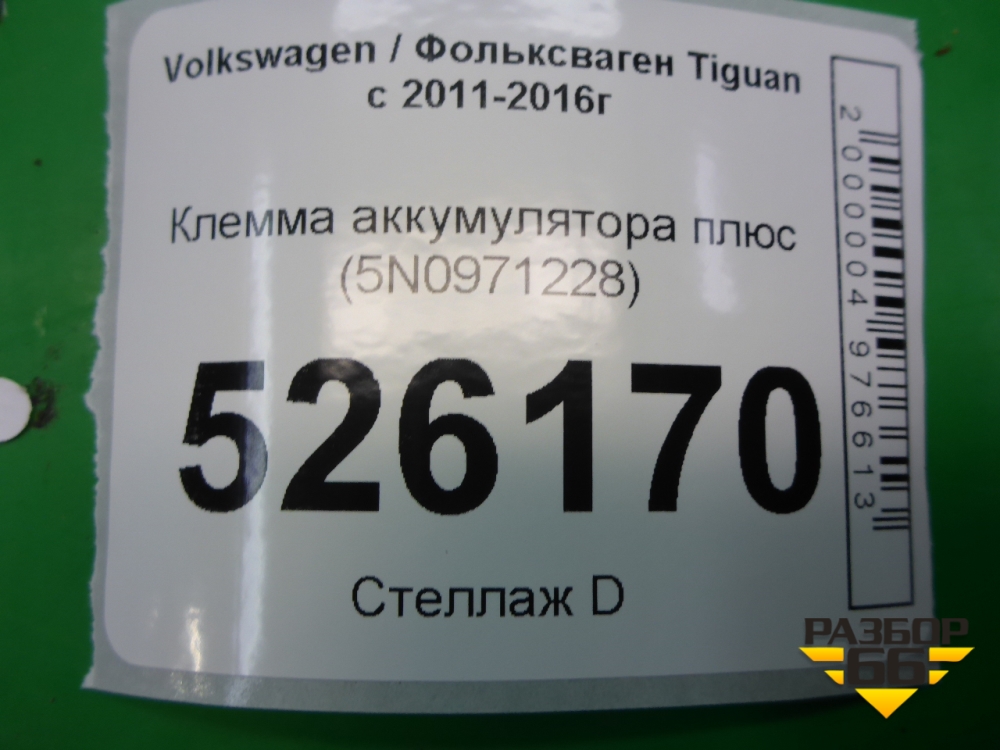 Volkswagen / Фольксваген Tiguan
с 2011-2016г
Клемма аккумулятора плюс
(5N0971228)
526170
Стеллаж D
2000004976613
РАЗБОР
66